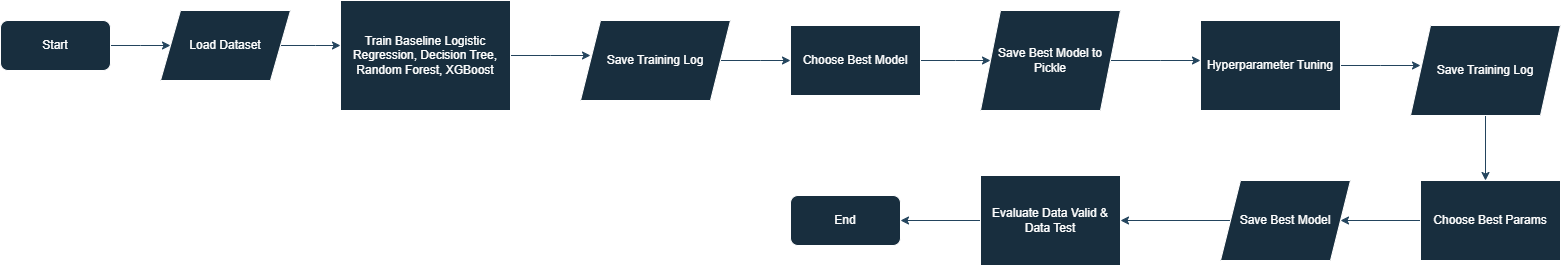 Start
Load Dataset
Train Baseline Logistic
Regression, Decision Tree,
Random Forest, XGBoost
Save Training Log
Choose Best Model
Save Best Model to
Pickle
Hyperparameter Tuning
Save Training Log
Choose Best Params
Save Best Model
Evaluate Data Valid &
Data Test
End